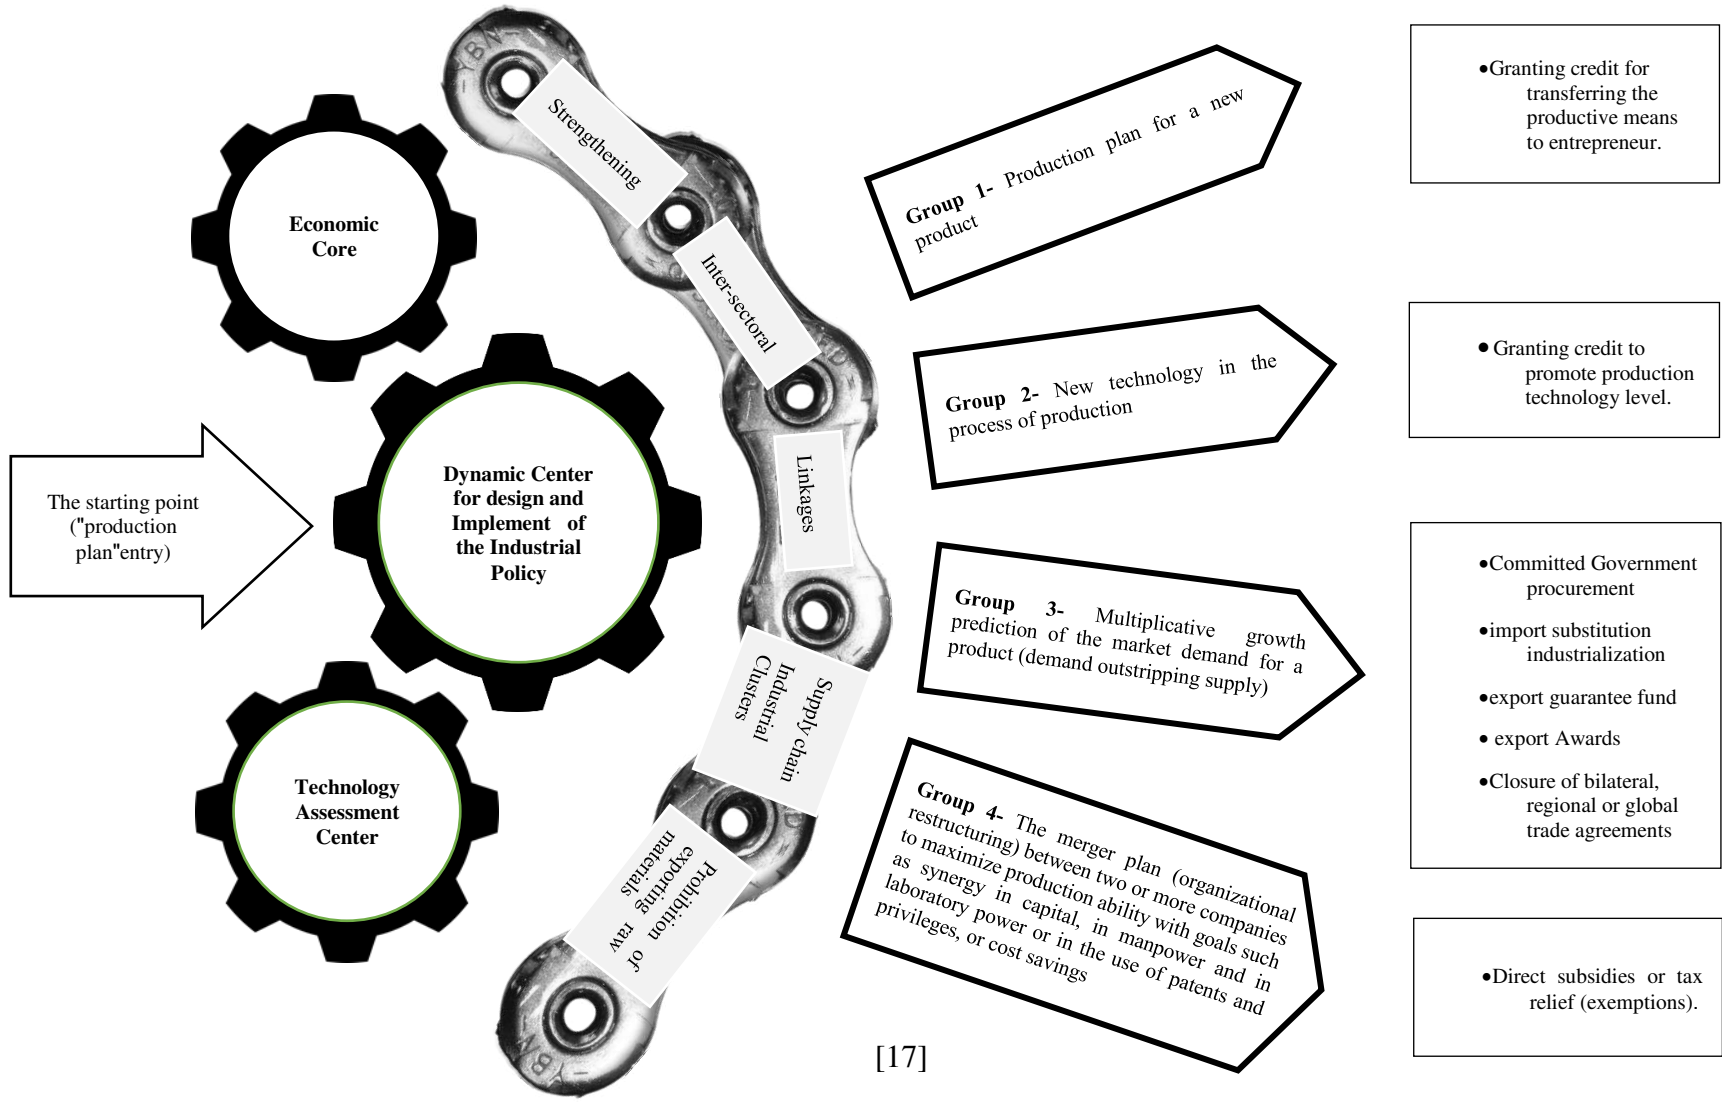 The starting point
("production
plan"entry)
Economic
Core
Dynamic Center
for design and
Implement of
the Industrial
Policy
Technology
Assessment
Center
Strengthening
Inter-sectoral
Linkages
Supply chain
Industrial
Clusters
Prohibition of
exporting raw
materials
Group 1- Production plan for a new
product
Group 2- New technology in the
process of production
Group 3- Multiplicative growth
prediction of the market demand for a
product (demand outstripping supply)
Group 4- The merger plan (organizational
restructuring) between two or more companies
to maximize production ability with goals such
as synergy in capital, in manpower and in
laboratory power or in the use of patents and
privileges, or cost savings
•Granting credit for
transferring the
productive means
to entrepreneur.
• Granting credit to
promote production
technology level.
•Committed Government
procurement
•import substitution
industrialization
•export guarantee fund
• export Awards
•Closure of bilateral,
regional or global
trade agreements
•Direct subsidies or tax
relief (exemptions).
[17]